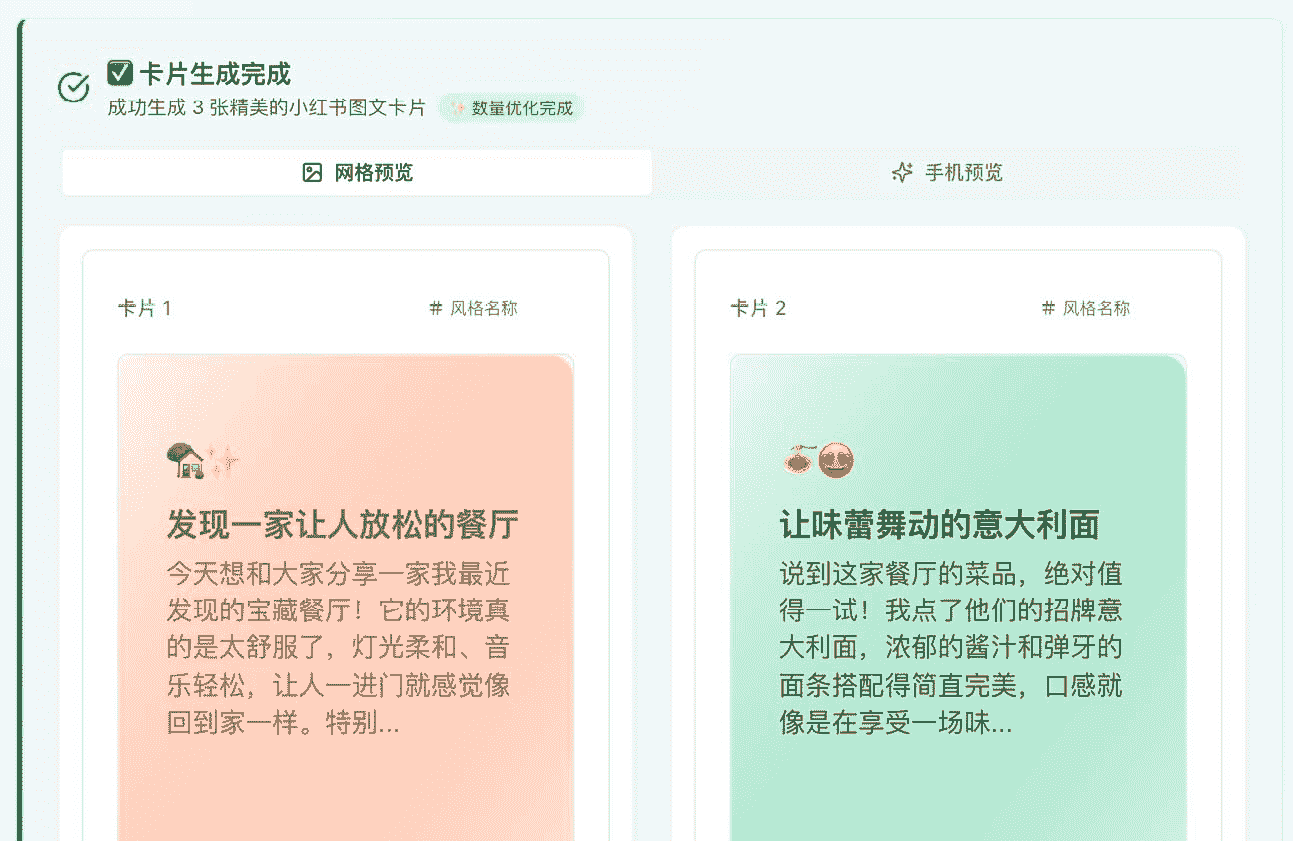 ✅ 卡片生成完成
成功生成 3 张精美的小红书图文卡片 ✨ 数量优化完成
网格预览
手机预览
卡片 1
# 风格名称
🏡✨
发现一家让人放松的餐厅
今天想和大家分享一家我最近
发现的宝藏餐厅！它的环境真
的是太舒服了，灯光柔和、音
乐轻松，让人一进门就感觉像
回到家一样。特别...
卡片 2
# 风格名称
🍝😋
让味蕾舞动的意大利面
说到这家餐厅的菜品，绝对值
得一试！我点了他们的招牌意
大利面，浓郁的酱汁和弹牙的
面条搭配得简直完美，口感就
像是在享受一场味...